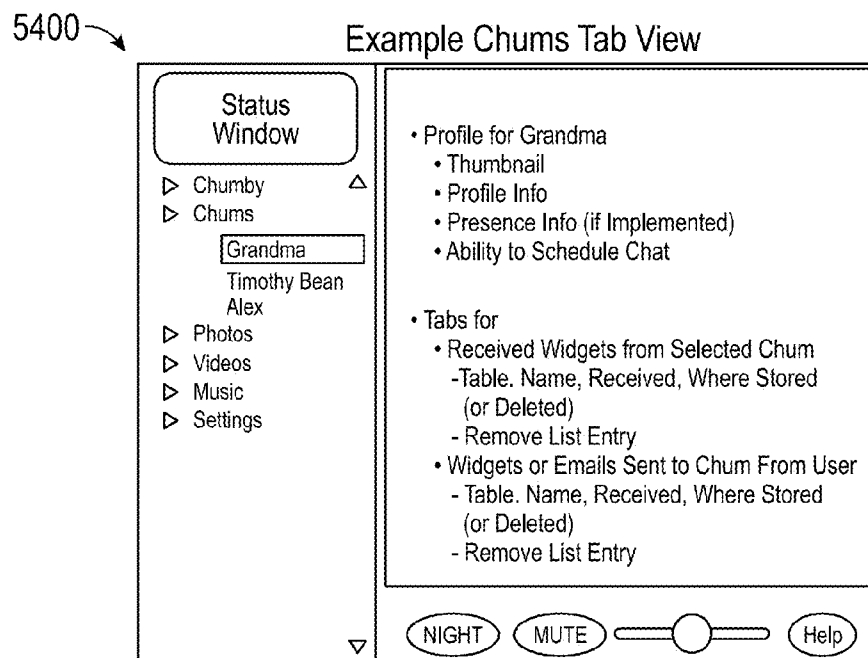 5400
Example Chums Tab View
Status
Window
Chumby
Chums
Grandma
Timothy Bean
Alex
Photos
Videos
Music
Settings
• Profile for Grandma
• Thumbnail
• Profile Info
• Presence Info (if Implemented)
• Ability to Schedule Chat
• Tabs for
• Received Widgets from Selected Chum
-Table. Name, Received, Where Stored
(or Deleted)
- Remove List Entry
• Widgets or Emails Sent to Chum From User
- Table. Name, Received, Where Stored
(or Deleted)
- Remove List Entry
NIGHT MUTE Help